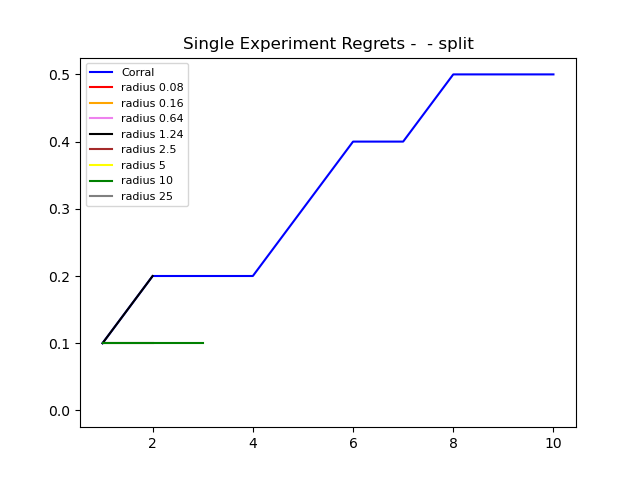 Single Experiment Regrets -  - split
Corral
radius 0.08
radius 0.16
radius 0.64
radius 1.24
radius 2.5
radius 5
radius 10
radius 25
0.5
0.4
0.3
0.2
0.1
0.0
2 4 6 8 10